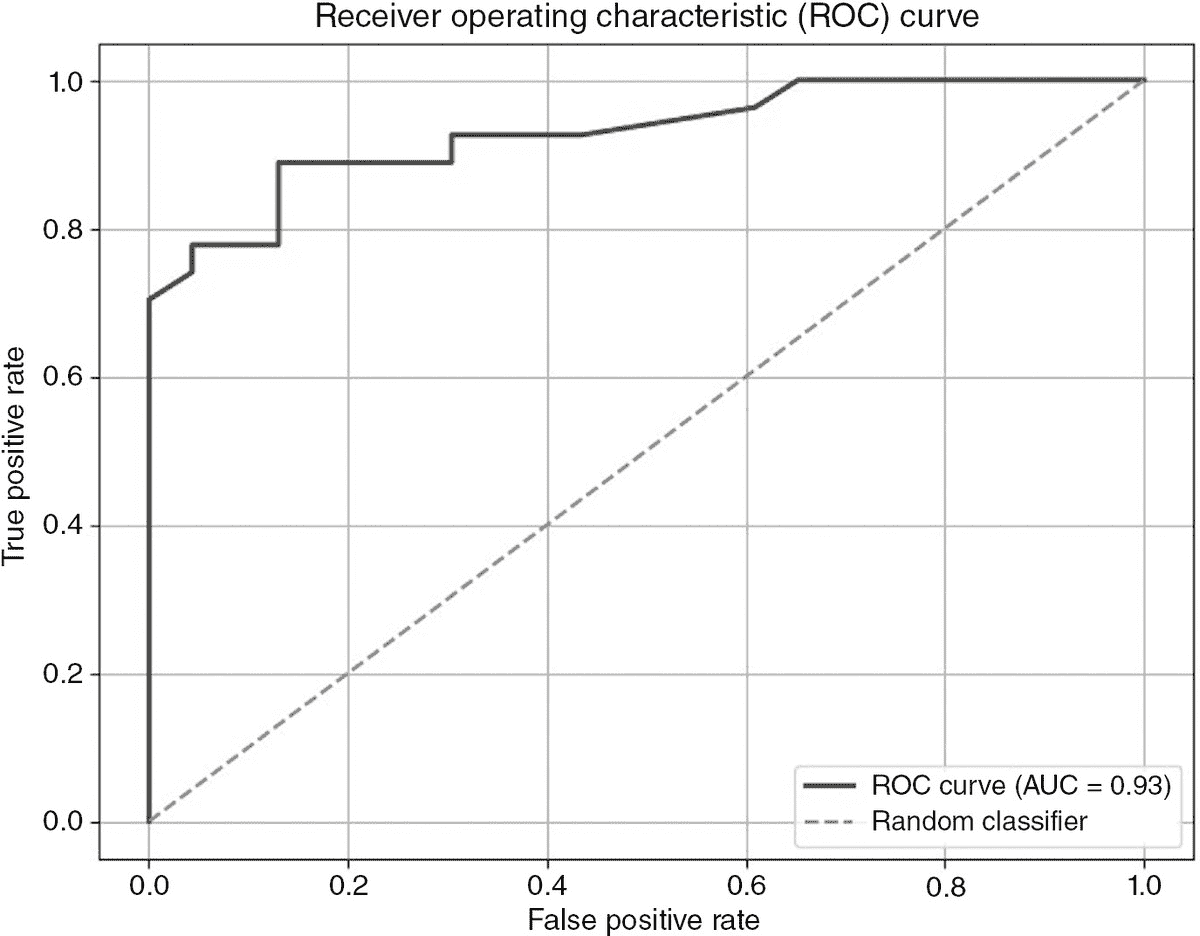 Receiver operating characteristic (ROC) curve
True positive rate
1.0
0.8
0.6
0.4
0.2
0.0
ROC curve (AUC = 0.93)
Random classifier
0.0 0.2 0.4 0.6 0.8 1.0
False positive rate